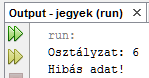 Output - jegyek (run)
run:
Osztályzat: 6
Hibás adat!